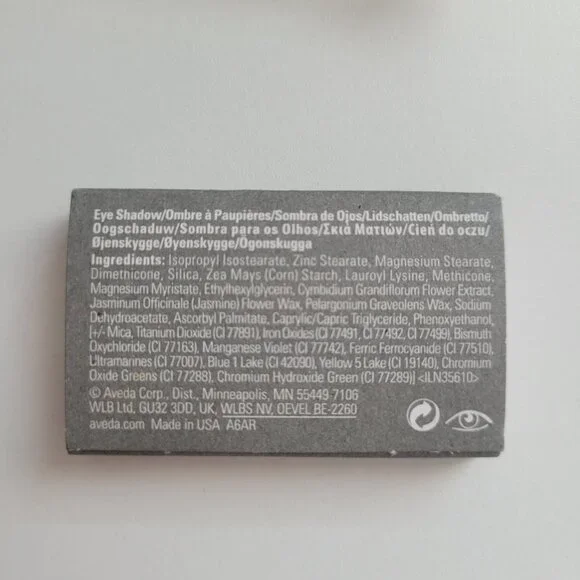 Eye Shadow/Ombre à Paupières/Sombra de Ojos/Lidschatten/Ombretto/
Oogschaduw/Sombra para os Olhos/Σκιά Ματιών/Cień do oczu/
Øjenskygge/Øyenskygge/Ögonskugga
Ingredients: Isopropyl Isostearate, Zinc Stearate, Magnesium Stearate,
Dimethicone, Silica, Zea Mays (Corn) Starch, Lauroyl Lysine, Methicone,
Magnesium Myristate, Ethylhexylglycerin, Cymbidium Grandiflorum Flower Extract,
Jasminum Officinale (Jasmine) Flower Wax, Pelargonium Graveolens Wax, Sodium
Dehydroacetate, Ascorbyl Palmitate, Caprylic/Capric Triglyceride, Phenoxyethanol,
[+/- Mica, Titanium Dioxide (CI 77891), Iron Oxides (CI 77491, CI 77492, CI 77499), Bismuth
Oxychloride (CI 77163), Manganese Violet (CI 77742), Ferric Ferrocyanide (CI 77510),
Ultramarines (CI 77007), Blue 1 Lake (CI 42090), Yellow 5 Lake (CI 19140), Chromium
Oxide Greens (CI 77288), Chromium Hydroxide Green (CI 77289)] <ILN35610>
© Aveda Corp., Dist., Minneapolis, MN 55449-7106
WLB Ltd, GU32 3DD, UK, WLBS NV, OEVEL BE-2260
aveda.com Made in USA A6AR